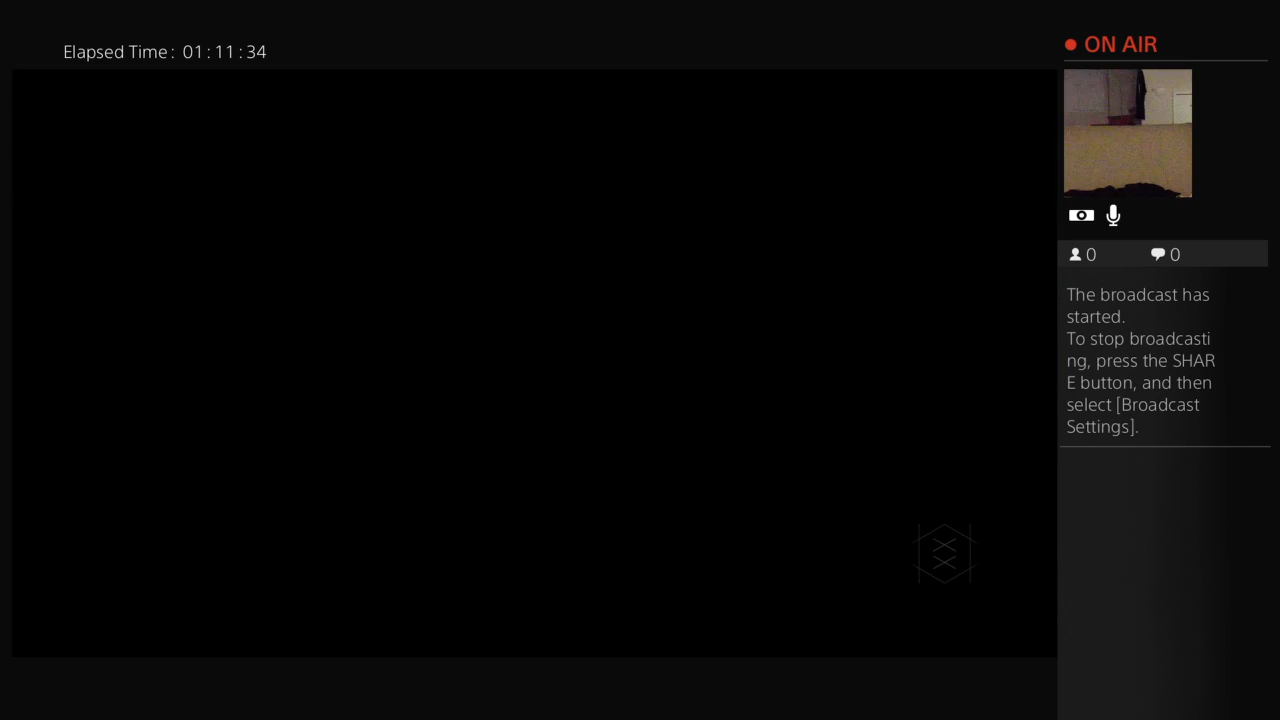 Elapsed Time: 01:11:34
ON AIR
0 0
The broadcast has
started.
To stop broadcasti
ng, press the SHAR
E button, and then
select [Broadcast
Settings].